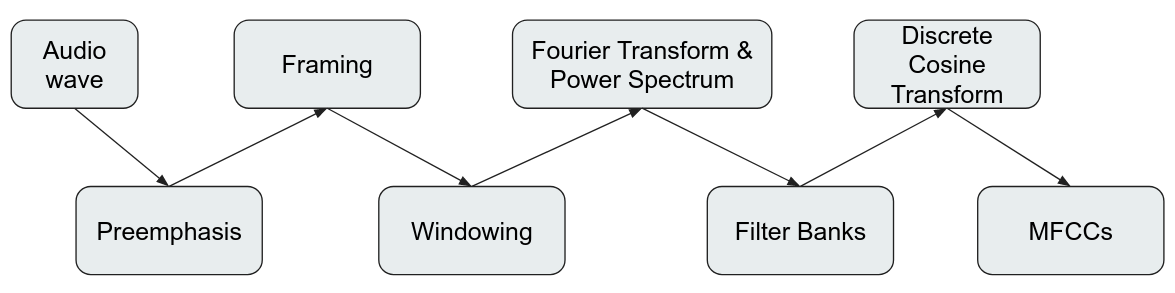 Audio
wave
Framing
Fourier Transform &
Power Spectrum
Discrete
Cosine
Transform
Preemphasis
Windowing
Filter Banks
MFCCs